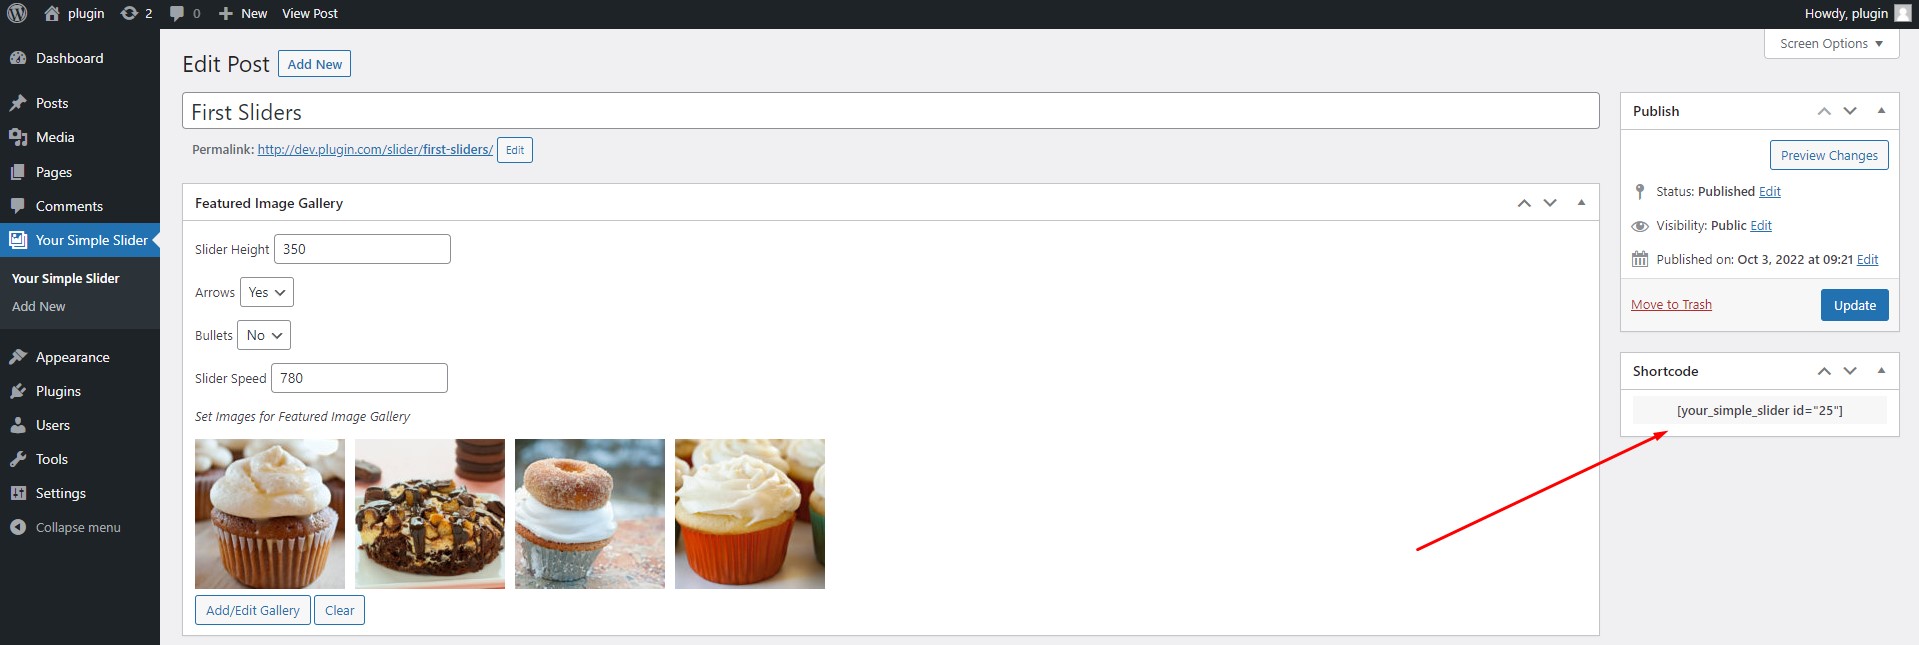 plugin 2 0 New View Post Howdy, plugin
Screen Options
Dashboard
Posts
Media
Pages
Comments
Your Simple Slider
Your Simple Slider
Add New
Appearance
Plugins
Users
Tools
Settings
Collapse menu
Edit Post Add New
First Sliders
Permalink: http://dev.plugin.com/slider/first-sliders/ Edit
Featured Image Gallery
Slider Height 350
Arrows Yes
Bullets No
Slider Speed 780
Set Images for Featured Image Gallery
Add/Edit Gallery Clear
Publish
Preview Changes
Status: Published Edit
Visibility: Public Edit
Published on: Oct 3, 2022 at 09:21 Edit
Move to Trash Update
Shortcode
[your_simple_slider id="25"]